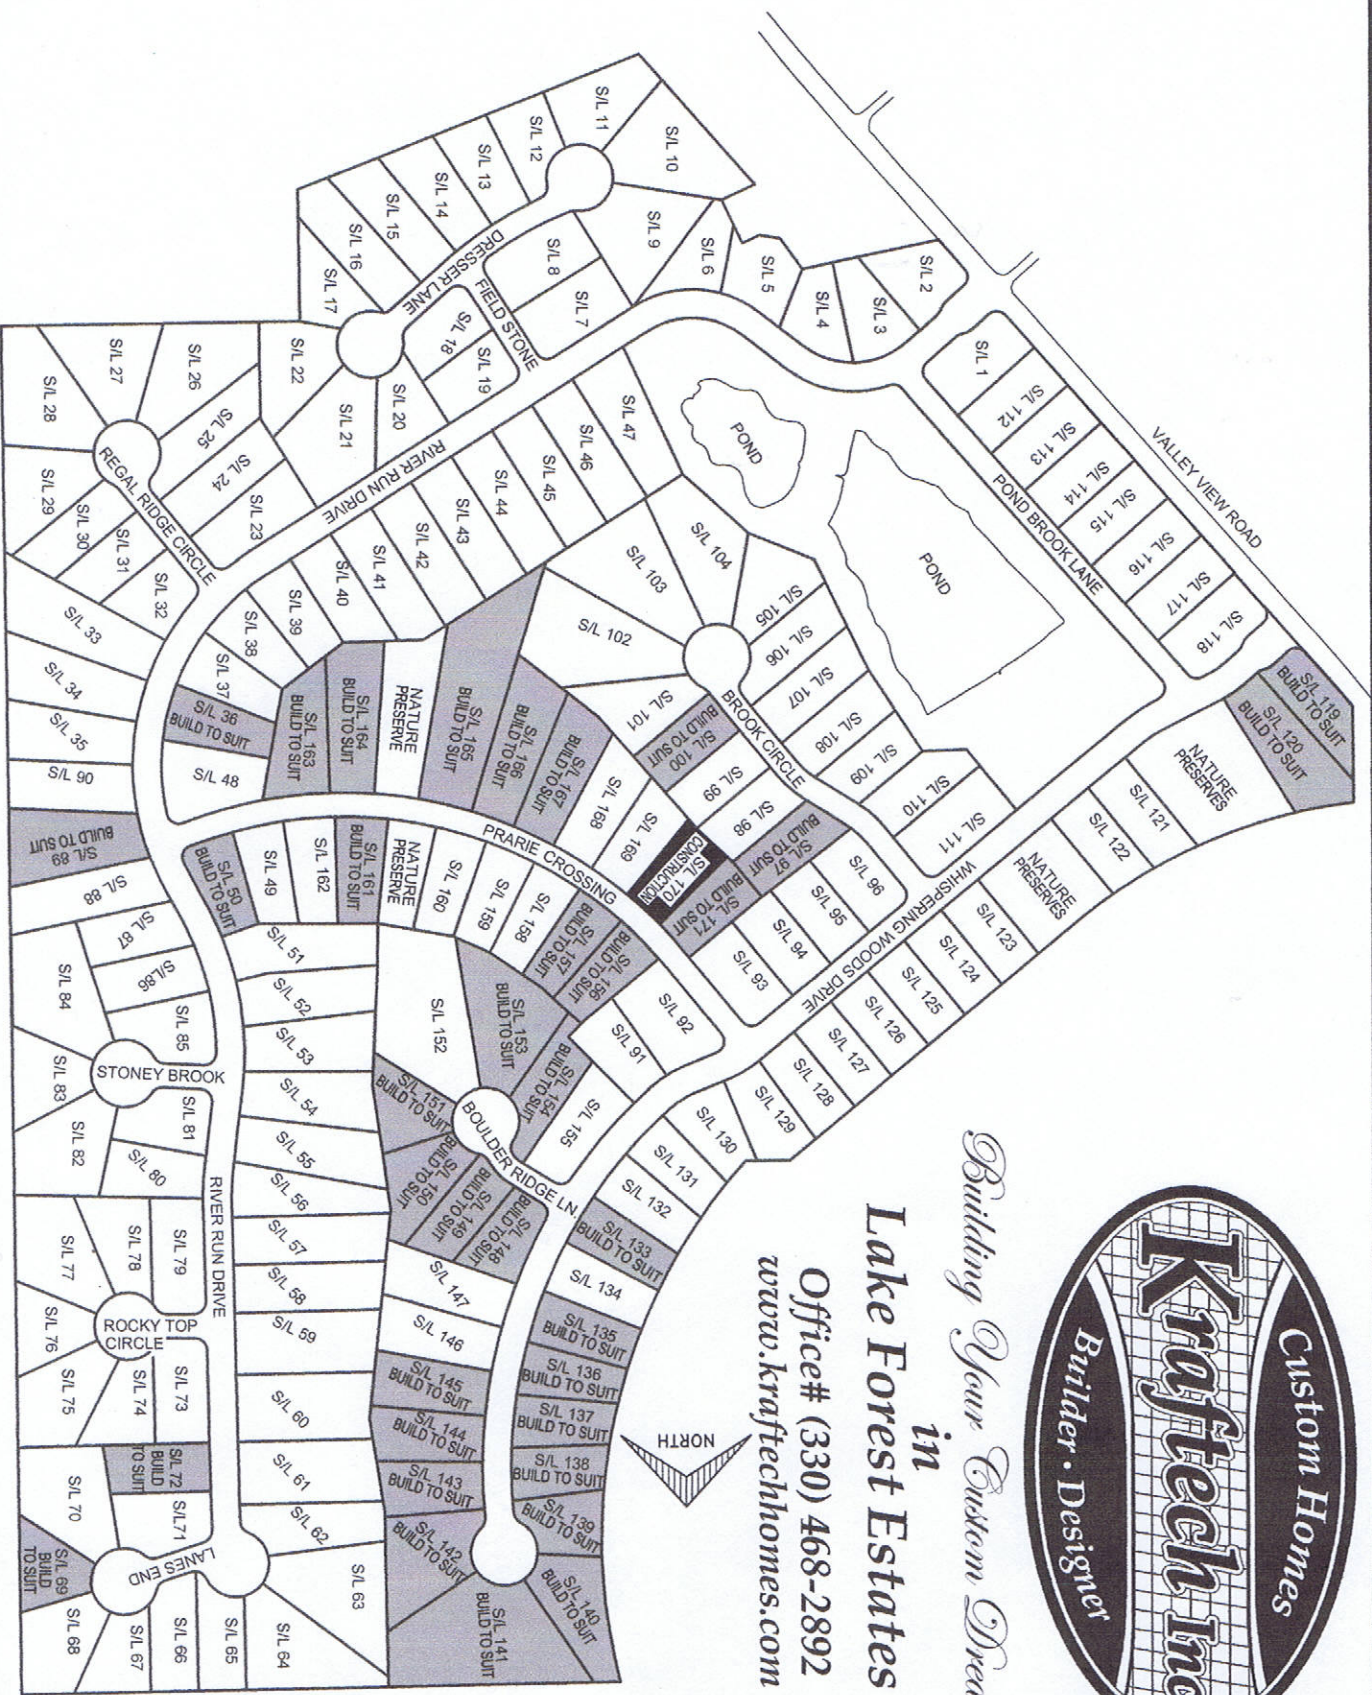 Custom Homes
Kraftech Inc
Builder • Designer
Building Your Custom
in
Lake Forest Estates
Office# (330) 468-2892
www.kraftechhomes.com
NORTH
VALLEY VIEW ROAD
POND BROOK LANE
WHISPERING WOODS DRIVE
BROOK CIRCLE
PRARIE CROSSING
BOULDER RIDGE LN.
RIVER RUN DRIVE
FIELD STONE
DRESSER LANE
REGAL RIDGE CIRCLE
STONEY BROOK
RIVER RUN DRIVE
ROCKY TOP
CIRCLE
LANES END
POND
POND
S/L 1
S/L 2
S/L 3
S/L 4
S/L 5
S/L 6
S/L 7
S/L 8
S/L 9
S/L 10
S/L 11
S/L 12
S/L 13
S/L 14
S/L 15
S/L 16
S/L 17
S/L 18
S/L 19
S/L 20
S/L 21
S/L 22
S/L 23
S/L 24
S/L 25
S/L 26
S/L 27
S/L 28
S/L 29
S/L 30
S/L 31
S/L 32
S/L 33
S/L 34
S/L 35
S/L 36
BUILD TO SUIT
S/L 37
S/L 38
S/L 39
S/L 40
S/L 41
S/L 42
S/L 43
S/L 44
S/L 45
S/L 46
S/L 47
S/L 48
S/L 49
S/L 50
BUILD TO SUIT
S/L 51
S/L 52
S/L 53
S/L 54
S/L 55
S/L 56
S/L 57
S/L 58
S/L 59
S/L 60
S/L 61
S/L 62
S/L 63
S/L 64
S/L 65
S/L 66
S/L 67
S/L 68
S/L 69
BUILD
TO SUIT
S/L 70
S/L71
S/L 72
BUILD
TO SUIT
S/L 73
S/L 74
S/L 75
S/L 76
S/L 77
S/L 78
S/L 79
S/L 80
S/L 81
S/L 82
S/L 83
S/L 84
S/L 85
S/L86
S/L 87
S/L 88
S/L 89
BUILD TO SUIT
S/L 90
S/L 91
S/L 92
S/L 93
S/L 94
S/L 95
S/L 96
S/L 97
BUILD TO SUIT
S/L 98
S/L 99
S/L 100
BUILD TO SUIT
S/L 101
S/L 102
S/L 103
S/L 104
S/L 105
S/L 106
S/L 107
S/L 108
S/L 109
S/L 110
S/L 111
S/L 112
S/L 113
S/L 114
S/L 115
S/L 116
S/L 117
S/L 118
S/L 119
BUILD TO SUIT
S/L 120
BUILD TO SUIT
NATURE
PRESERVES
S/L 121
S/L 122
NATURE
PRESERVES
S/L 123
S/L 124
S/L 125
S/L 126
S/L 127
S/L 128
S/L 129
S/L 130
S/L 131
S/L 132
S/L 133
BUILD TO SUIT
S/L 134
S/L 135
BUILD TO SUIT
S/L 136
BUILD TO SUIT
S/L 137
BUILD TO SUIT
S/L 138
BUILD TO SUIT
S/L 139
BUILD TO SUIT
S/L 140
BUILD TO SUIT
S/L 141
BUILD TO SUIT
S/L 142
BUILD TO SUIT
S/L 143
BUILD TO SUIT
S/L 144
BUILD TO SUIT
S/L 145
BUILD TO SUIT
S/L 146
S/L 147
S/L 148
BUILD TO SUIT
S/L 149
BUILD TO SUIT
S/L 150
BUILD TO SUIT
S/L 151
BUILD TO SUIT
S/L 152
S/L 153
BUILD TO SUIT
S/L 154
BUILD TO SUIT
S/L 155
S/L 156
BUILD TO SUIT
S/L 157
BUILD TO SUIT
S/L 158
S/L 159
S/L 160
NATURE
PRESERVE
S/L 161
BUILD TO SUIT
S/L 162
S/L 163
BUILD TO SUIT
S/L 164
BUILD TO SUIT
NATURE
PRESERVE
S/L 165
BUILD TO SUIT
S/L 166
BUILD TO SUIT
S/L 167
BUILD TO SUIT
S/L 168
S/L 169
S/L 170
CONSTRUCTION
S/L 171
BUILD TO SUIT